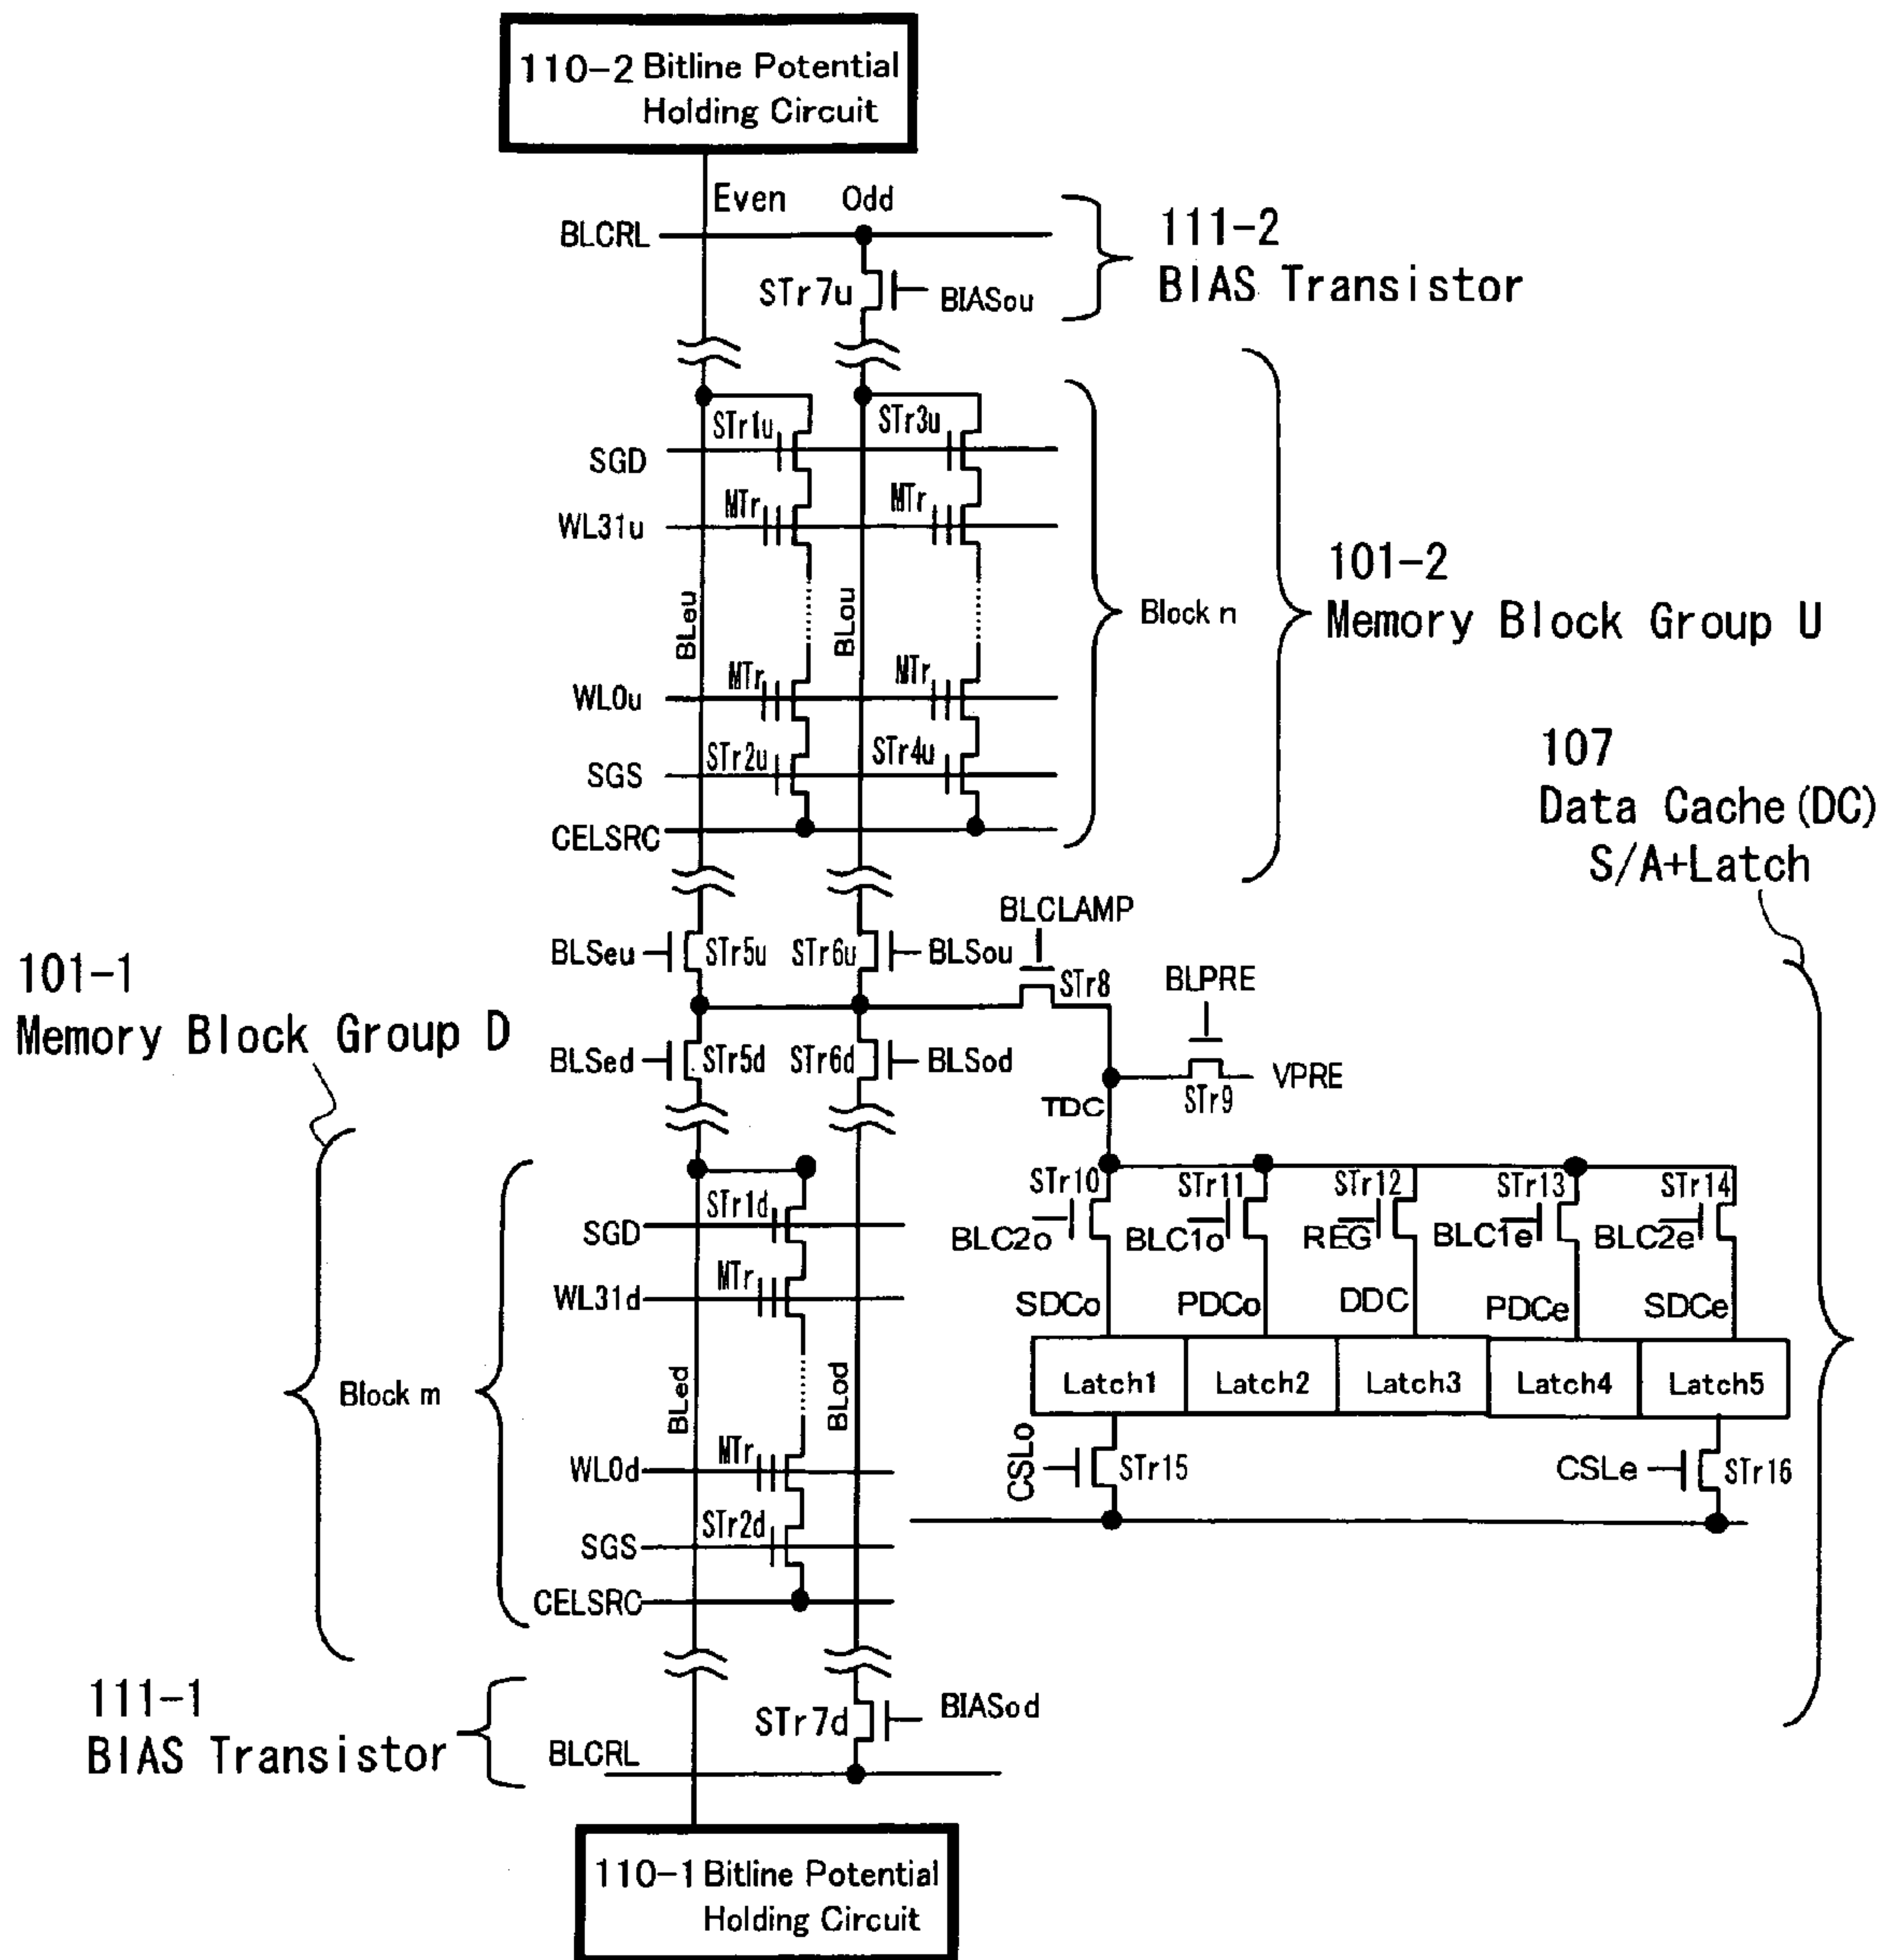 110-2 Bitline Potential
Holding Circuit
Even Odd
BLCRL
STr7u
BIASou
111-2
BIAS Transistor
STr1u
STr3u
SGD
MTr
MTr
WL31u
BLeu
BLou
Block n
101-2
Memory Block Group U
MTr
MTr
WL0u
STr2u
STr4u
SGS
CELSRC
107
Data Cache(DC)
S/A+Latch
BLCLAMP
BLSeu
STr5u
STr6u
BLSou
STr8
BLPRE
101-1
Memory Block Group D
BLSed
STr5d
STr6d
BLSod
VPRE
STr9
TDC
STr10
STr11
STr12
STr13
STr14
BLC2o
BLC1o
REG
BLC1e
BLC2e
SDCo
PDCo
DDC
PDCe
SDCe
Latch1
Latch2
Latch3
Latch4
Latch5
CSLo
STr15
CSLe
STr16
STr1d
SGD
MTr
WL31d
BLed
BLod
Block m
MTr
WL0d
STr2d
SGS
CELSRC
111-1
BIAS Transistor
STr7d
BIASod
BLCRL
110-1 Bitline Potential
Holding Circuit